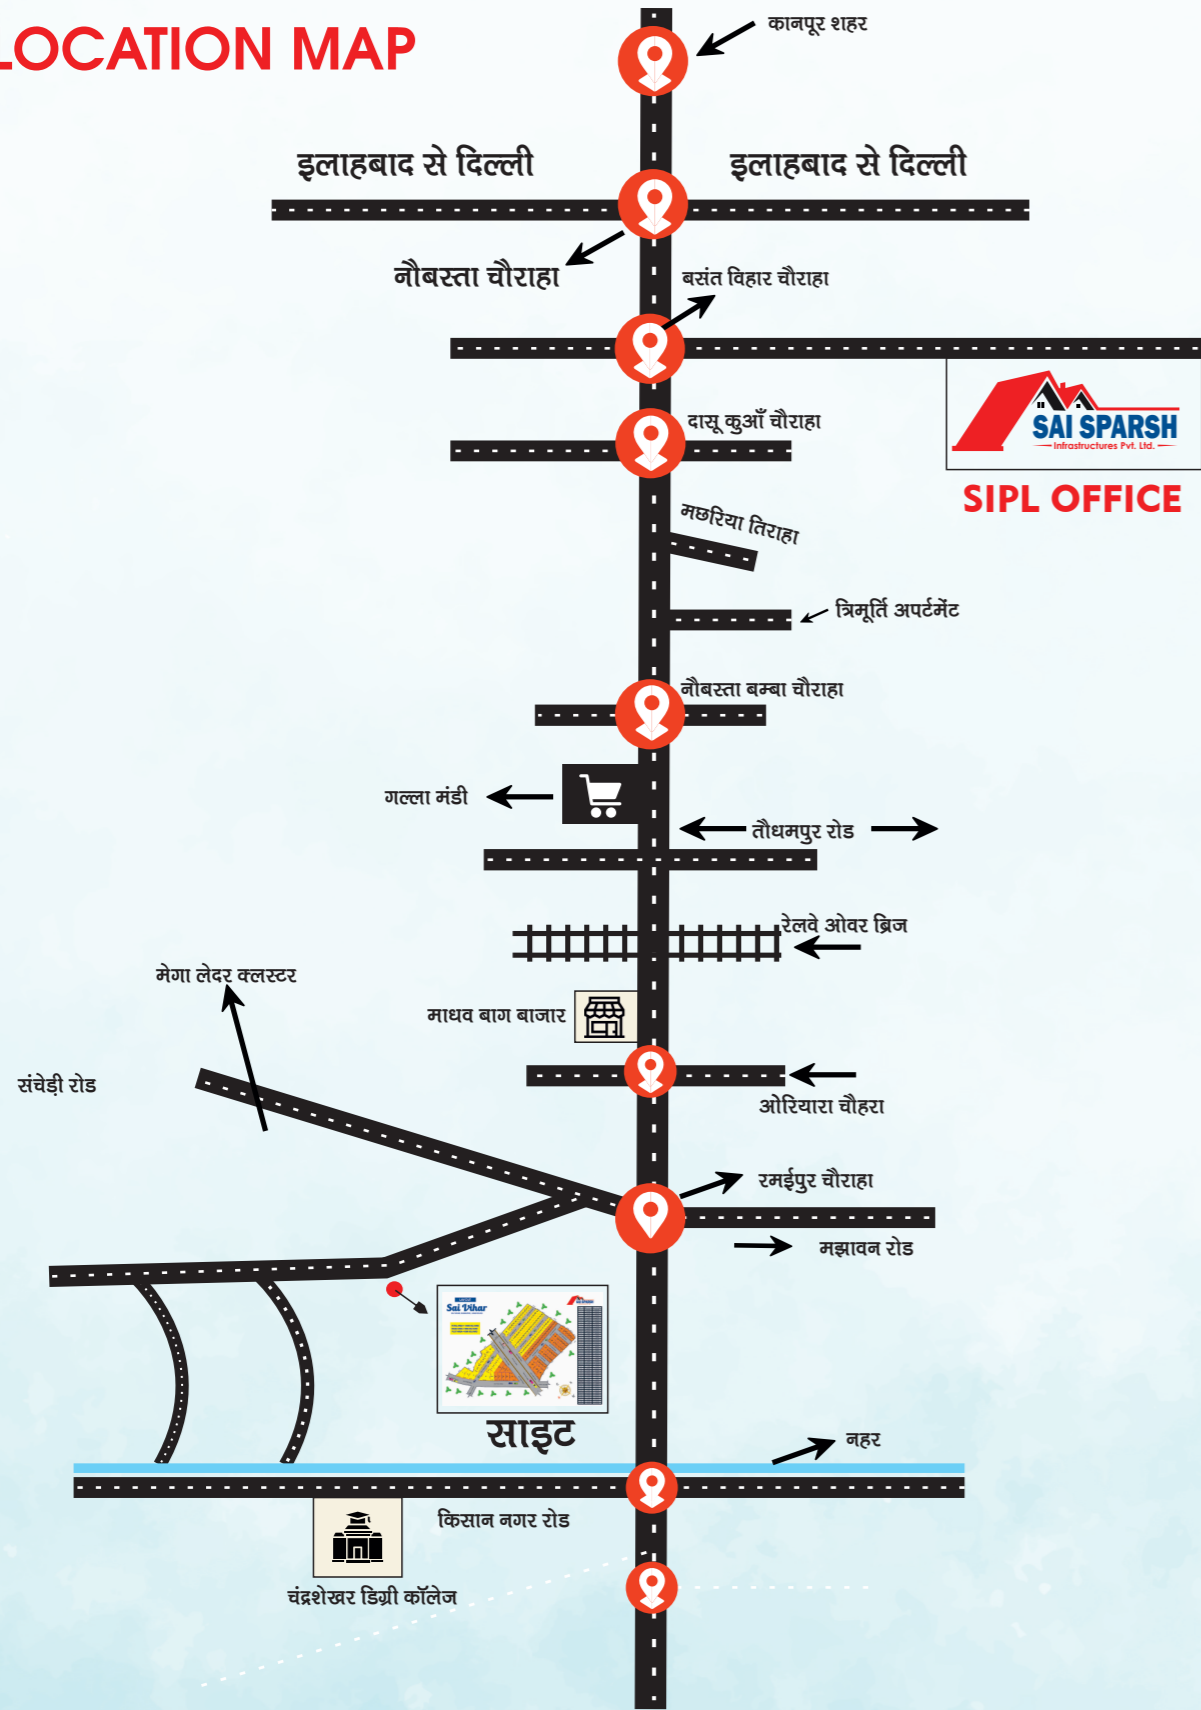 LOCATION MAP
कानपूर शहर
इलाहबाद से दिल्ली
इलाहबाद से दिल्ली
नौबस्ता चौराहा
बसंत विहार चौराहा
SAI SPARSH
Infrastructures Pvt. Ltd.
SIPL OFFICE
दासू कुआँ चौराहा
मछरिया तिराहा
त्रिमूर्ति अपर्टमेंट
नौबस्ता बम्बा चौराहा
गल्ला मंडी
तौधमपुर रोड
रेलवे ओवर ब्रिज
मेगा लेदर क्लस्टर
माधव बाग बाजार
संचेड़ी रोड
ओरियारा चौहरा
रमईपुर चौराहा
मझावन रोड
Sai Vihar
साइट
नहर
किसान नगर रोड
चंद्रशेखर डिग्री कॉलेज